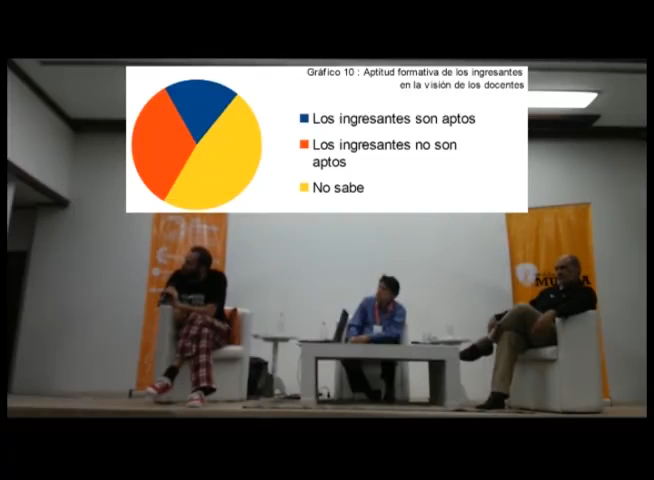 Gráfico 10 : Aptitud formativa de los ingresantes
en la visión de los docentes
Los ingresantes son aptos
Los ingresantes no son
aptos
No sabe